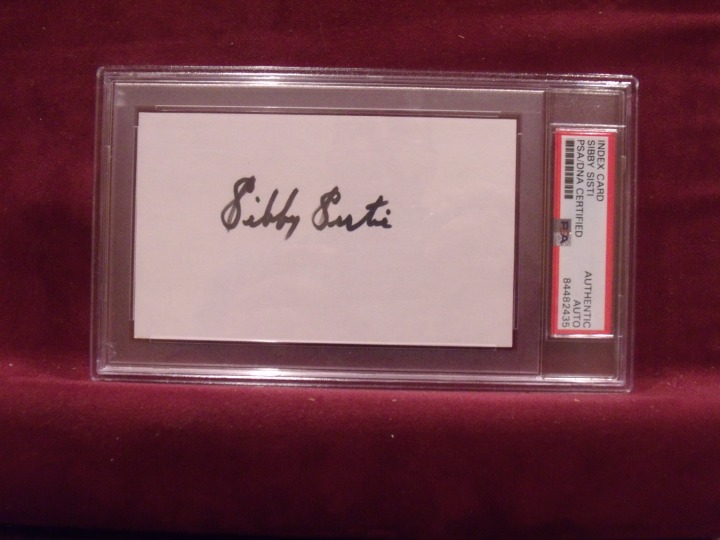 Sibby Sisti
INDEX CARD
SIBBY SISTI
PSA/DNA CERTIFIED
PSA
AUTHENTIC
AUTO
84482435